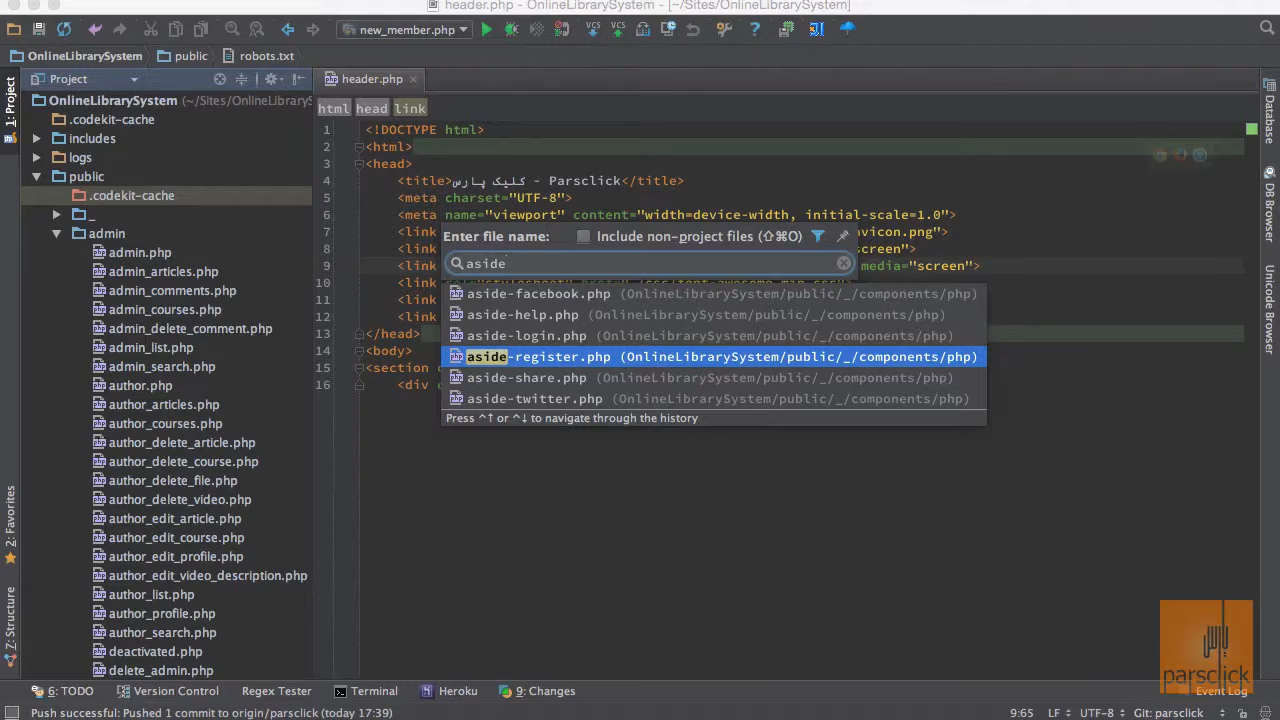 header.php - OnlineLibrarySystem - [~/Sites/OnlineLibrarySystem]
new_member.php
VCS VCS
OnlineLibrarySystem public robots.txt
Project
header.php
1: Project
OnlineLibrarySystem (~/Sites/OnlineLibraryS
.codekit-cache
includes
logs
public
.codekit-cache
_
admin
admin.php
admin_articles.php
admin_comments.php
admin_courses.php
admin_delete_comment.php
admin_list.php
admin_search.php
author.php
author_articles.php
author_courses.php
author_delete_article.php
author_delete_course.php
author_delete_file.php
author_delete_video.php
author_edit_article.php
author_edit_course.php
author_edit_profile.php
author_edit_video_description.php
author_list.php
author_profile.php
author_search.php
deactivated.php
delete_admin.php
2: Favorites
7: Structure
html head link
1 <!DOCTYPE html>
2 <html>
3 <head>
4 <title>کلیک پارس - Parsclick</title>
5 <meta charset="UTF-8">
6 <meta name="viewport" content="width=device-width, initial-scale=1.0">
7 <link avicon.png">
8 <link screen">
9 <link media="screen">
10 <link
11 <link
12 <link
13 </head>
14 <body>
15 <section c
16 <div c
Enter file name: Include non-project files (⇧⌘O)
aside
aside-facebook.php (OnlineLibrarySystem/public/_/components/php)
aside-help.php (OnlineLibrarySystem/public/_/components/php)
aside-login.php (OnlineLibrarySystem/public/_/components/php)
aside-register.php (OnlineLibrarySystem/public/_/components/php)
aside-share.php (OnlineLibrarySystem/public/_/components/php)
aside-twitter.php (OnlineLibrarySystem/public/_/components/php)
Press ^↑ or ^↓ to navigate through the history
Database
DB Remote
Unicode Editor
پارس
parsclick
6: TODO Version Control Regex Tester Terminal Heroku 9: Changes Event Log
Push successful: Pushed 1 commit to origin/parsclick (today 17:39) 9:65 LF UTF-8 Git: parsclick